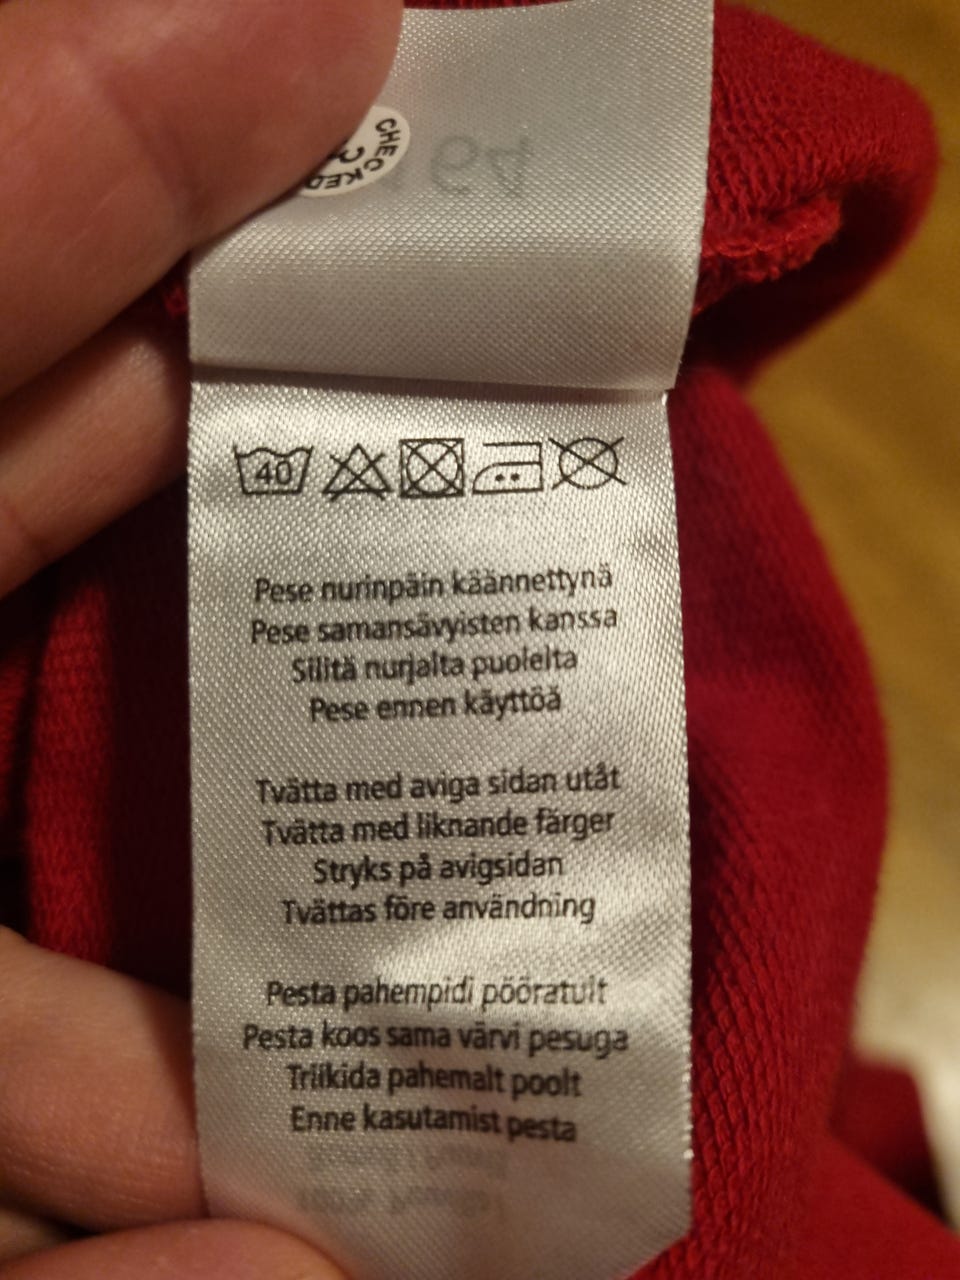 CHECKED
164
40
Pese nurinpäin käännettynä
Pese samansävyisten kanssa
Silitä nurjalta puolelta
Pese ennen käyttöä
Tvätta med aviga sidan utåt
Tvätta med liknande färger
Stryks på avigsidan
Tvättas före användning
Pesta pahempidi pööratult
Pesta koos sama värvi pesuga
Triikida pahemalt poolt
Enne kasutamist pesta